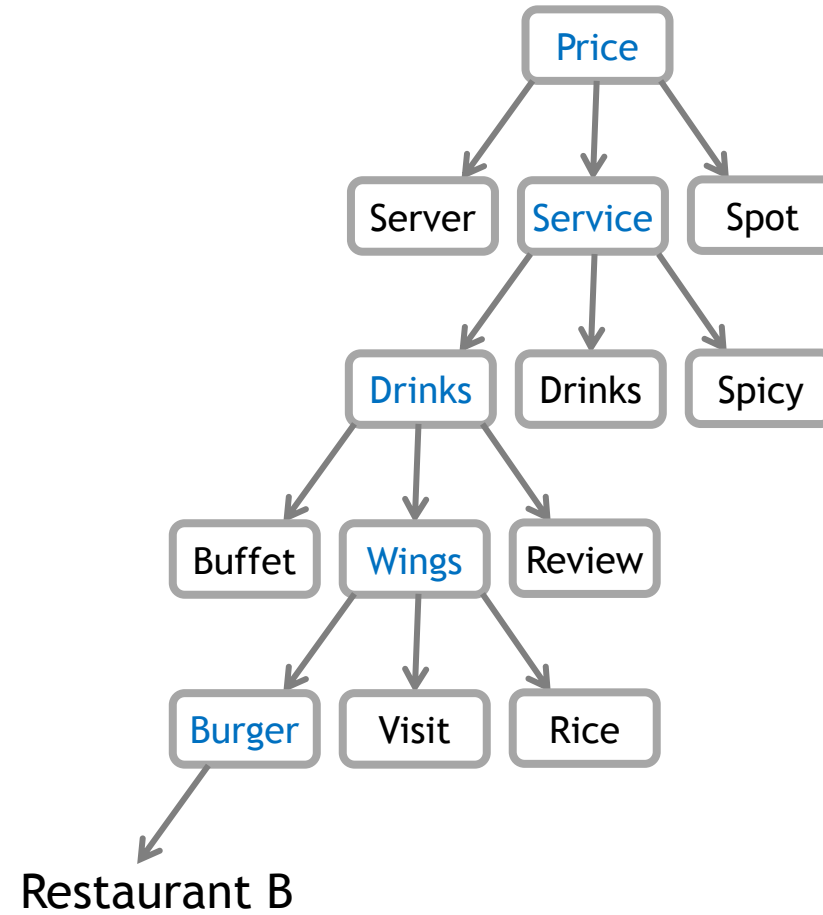 Price
Server Service Spot
Drinks Drinks Spicy
Buffet Wings Review
Burger Visit Rice
Restaurant B